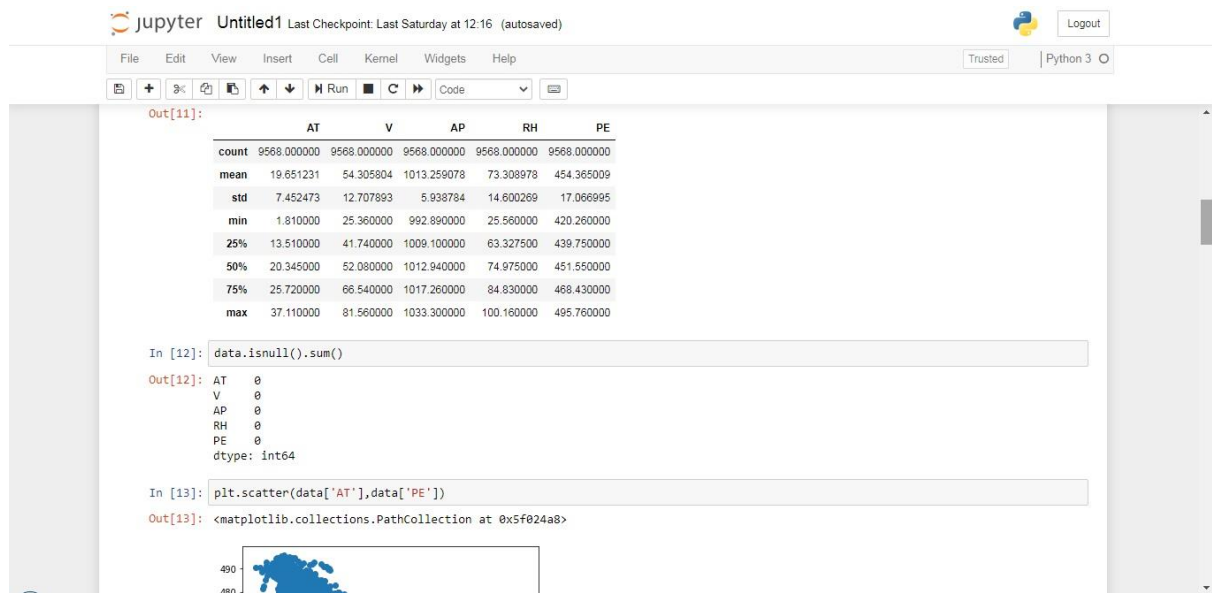 jupyter Untitled1 Last Checkpoint: Last Saturday at 12:16 (autosaved) Logout
File Edit View Insert Cell Kernel Widgets Help Trusted Python 3
Run Code
Out[11]:
AT V AP RH PE
count 9568.000000 9568.000000 9568.000000 9568.000000 9568.000000
mean 19.651231 54.305804 1013.259078 73.308978 454.365009
std 7.452473 12.707893 5.938784 14.600269 17.066995
min 1.810000 25.360000 992.890000 25.560000 420.260000
25% 13.510000 41.740000 1009.100000 63.327500 439.750000
50% 20.345000 52.080000 1012.940000 74.975000 451.550000
75% 25.720000 66.540000 1017.260000 84.830000 468.430000
max 37.110000 81.560000 1033.300000 100.160000 495.760000
In [12]: data.isnull().sum()
Out[12]: AT 0
V 0
AP 0
RH 0
PE 0
dtype: int64
In [13]: plt.scatter(data['AT'],data['PE'])
Out[13]: <matplotlib.collections.PathCollection at 0x5f024a8>
490
480